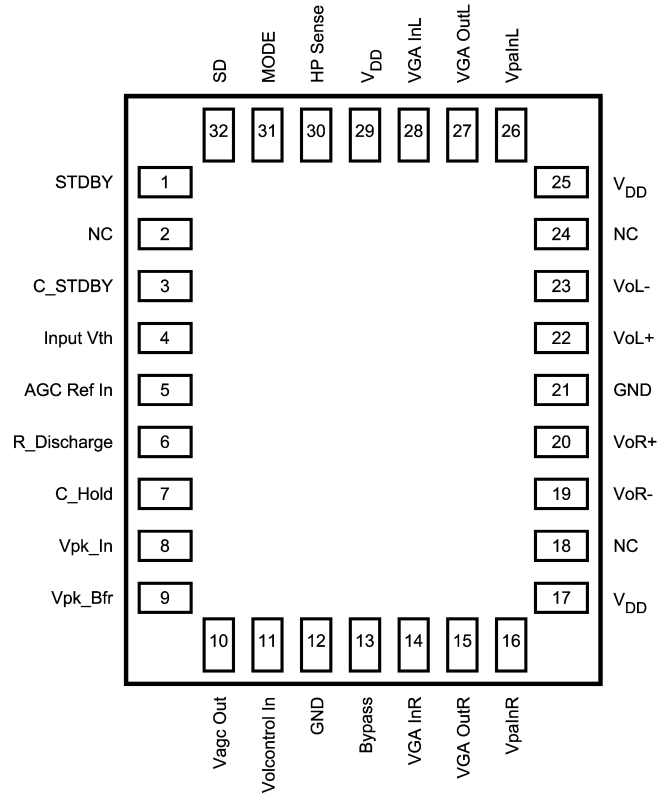 SD
MODE
HP Sense
VDD
VGA InL
VGA OutL
VpaInL
32
31
30
29
28
27
26
STDBY 1
25 VDD
NC 2
24 NC
C_STDBY 3
23 VoL-
Input Vth 4
22 VoL+
AGC Ref In 5
21 GND
R_Discharge 6
20 VoR+
C_Hold 7
19 VoR-
Vpk_In 8
18 NC
Vpk_Bfr 9
17 VDD
10
11
12
13
14
15
16
Vagc Out
Volcontrol In
GND
Bypass
VGA InR
VGA OutR
VpaInR